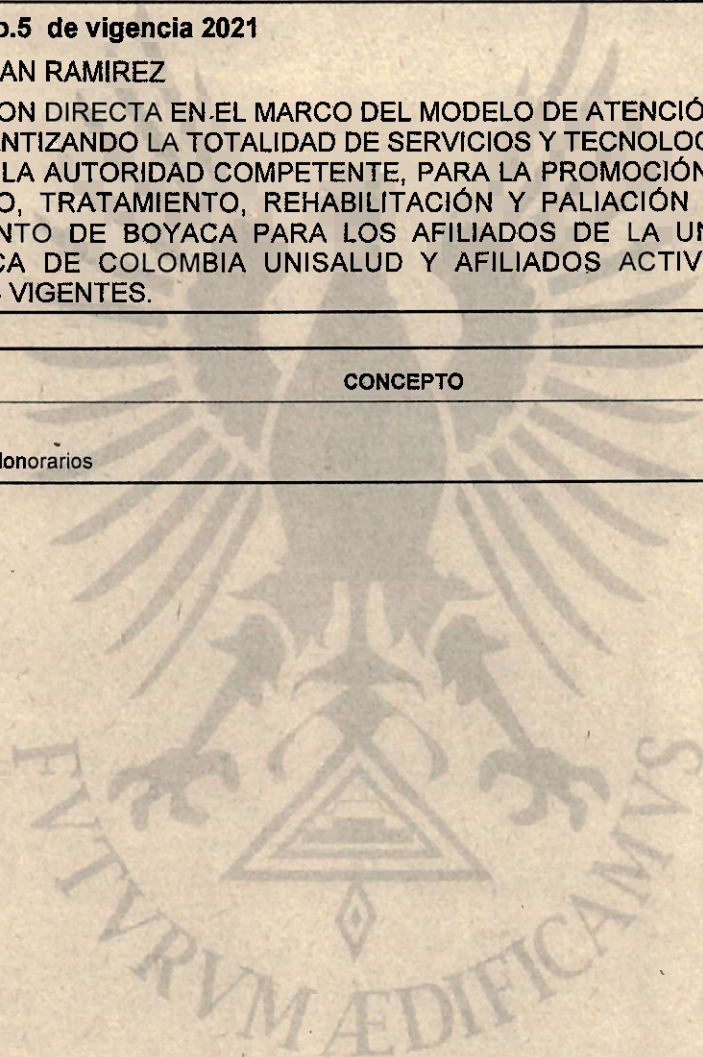 o.5 de vigencia 2021
AN RAMIREZ
ON DIRECTA EN EL MARCO DEL MODELO DE ATENCIÓ
NTIZANDO LA TOTALIDAD DE SERVICIOS Y TECNOLOG
LA AUTORIDAD COMPETENTE, PARA LA PROMOCIÓN
O, TRATAMIENTO, REHABILITACIÓN Y PALIACIÓN
NTO DE BOYACA PARA LOS AFILIADOS DE LA UN
CA DE COLOMBIA UNISALUD Y AFILIADOS ACTIV
VIGENTES.
CONCEPTO
Honorarios
FVTVRVM ÆDIFICAMVS